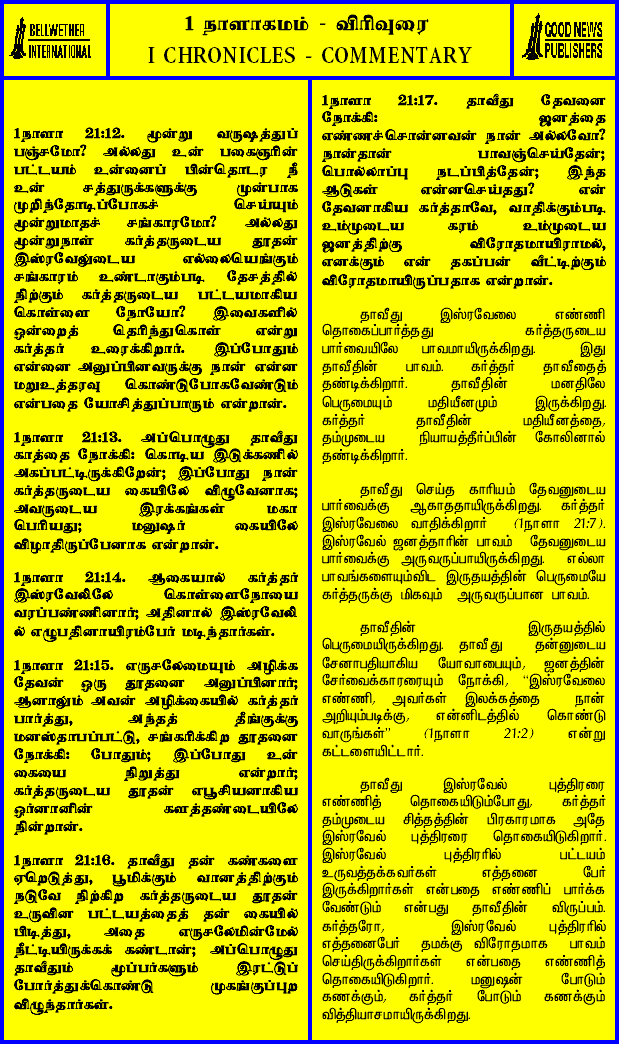 BELLWETHER
INTERNATIONAL
1 நாளாகமம் - விரிவுரை
I CHRONICLES - COMMENTARY
GOOD NEWS
PUBLISHERS
1நாளா 21:12. மூன்று வருஷத்துப்
பஞ்சமோ? அல்லது உன் பகைஞரின்
பட்டயம் உன்னைப் பின்தொடர நீ
உன் சத்துருக்களுக்கு முன்பாக
முறிந்தோடிப்போகச் செய்யும்
மூன்றுமாதச் சங்காரமோ? அல்லது
மூன்றுநாள் கர்த்தருடைய தூதன்
இஸ்ரவேலுடைய எல்லையெங்கும்
சங்காரம் உண்டாகும்படி தேசத்தில்
நிற்கும் கர்த்தருடைய பட்டயமாகிய
கொள்ளை நோயோ? இவைகளில்
ஒன்றைத் தெரிந்துகொள் என்று
கர்த்தர் உரைக்கிறார். இப்போதும்
என்னை அனுப்பினவருக்கு நான் என்ன
மறுஉத்தரவு கொண்டுபோகவேண்டும்
என்பதை யோசித்துப்பாரும் என்றான்.
1நாளா 21:13. அப்பொழுது தாவீது
காத்தை நோக்கி: கொடிய இடுக்கணில்
அகப்பட்டிருக்கிறேன்; இப்போது நான்
கர்த்தருடைய கையிலே விழுவேனாக;
அவருடைய இரக்கங்கள் மகா
பெரியது; மனுஷர் கையிலே
விழாதிருப்பேனாக என்றான்.
1நாளா 21:14. ஆகையால் கர்த்தர்
இஸ்ரவேலிலே கொள்ளைநோயை
வரப்பண்ணினார்; அதினால் இஸ்ரவேலி
ல் எழுபதினாயிரம்பேர் மடிந்தார்கள்.
1நாளா 21:15. எருசலேமையும் அழிக்க
தேவன் ஒரு தூதனை அனுப்பினார்;
ஆனாலும் அவன் அழிக்கையில் கர்த்தர்
பார்த்து, அந்தத் தீங்குக்கு
மனஸ்தாபப்பட்டு, சங்கரிக்கிற தூதனை
நோக்கி: போதும்; இப்போது உன்
கையை நிறுத்து என்றார்;
கர்த்தருடைய தூதன் எபூசியனாகிய
ஒர்னானின் களத்தண்டையிலே
நின்றான்.
1நாளா 21:16. தாவீது தன் கண்களை
ஏறெடுத்து, பூமிக்கும் வானத்திற்கும்
நடுவே நிற்கிற கர்த்தருடைய தூதன்
உருவின பட்டயத்தைத் தன் கையில்
பிடித்து, அதை எருசலேமின்மேல்
நீட்டியிருக்கக் கண்டான்; அப்பொழுது
தாவீதும் மூப்பர்களும் இரட்டுப்
போர்த்துக்கொண்டு முகங்குப்புற
விழுந்தார்கள்.
1நாளா 21:17. தாவீது தேவனை
நோக்கி: ஜனத்தை
எண்ணச்சொன்னவன் நான் அல்லவோ?
நான்தான் பாவஞ்செய்தேன்;
பொல்லாப்பு நடப்பித்தேன்; இந்த
ஆடுகள் என்னசெய்தது? என்
தேவனாகிய கர்த்தாவே, வாதிக்கும்படி
உம்முடைய கரம் உம்முடைய
ஜனத்திற்கு விரோதமாயிராமல்,
எனக்கும் என் தகப்பன் வீட்டிற்கும்
விரோதமாயிருப்பதாக என்றான்.
தாவீது இஸ்ரவேலை எண்ணி
தொகைப்பார்த்தது கர்த்தருடைய
பார்வையிலே பாவமாயிருக்கிறது. இது
தாவீதின் பாவம். கர்த்தர் தாவீதைத்
தண்டிக்கிறார். தாவீதின் மனதிலே
பெருமையும் மதியீனமும் இருக்கிறது.
கர்த்தர் தாவீதின் மதியீனத்தை,
தம்முடைய நியாயத்தீர்ப்பின் கோலினால்
தண்டிக்கிறார்.
தாவீது செய்த காரியம் தேவனுடைய
பார்வைக்கு ஆகாததாயிருக்கிறது. கர்த்தர்
இஸ்ரவேலை வாதிக்கிறார் (1நாளா 21:7).
இஸ்ரவேல் ஜனத்தாரின் பாவம் தேவனுடைய
பார்வைக்கு அருவருப்பாயிருக்கிறது. எல்லா
பாவங்களையும்விட இருதயத்தின் பெருமையே
கர்த்தருக்கு மிகவும் அருவருப்பான பாவம்.
தாவீதின் இருதயத்தில்
பெருமையிருக்கிறது. தாவீது தன்னுடைய
சேனாபதியாகிய யோவாபையும், ஜனத்தின்
சேர்வைக்காரரையும் நோக்கி, “இஸ்ரவேலை
எண்ணி, அவர்கள் இலக்கத்தை நான்
அறியும்படிக்கு, என்னிடத்தில் கொண்டு
வாருங்கள்” (1நாளா 21:2) என்று
கட்டளையிட்டார்.
தாவீது இஸ்ரவேல் புத்திரரை
எண்ணித் தொகையிடும்போது, கர்த்தர்
தம்முடைய சித்தத்தின் பிரகாரமாக அதே
இஸ்ரவேல் புத்திரரை தொகையிடுகிறார்.
இஸ்ரவேல் புத்திரரில் பட்டயம்
உருவத்தக்கவர்கள் எத்தனை பேர்
இருக்கிறார்கள் என்பதை எண்ணிப் பார்க்க
வேண்டும் என்பது தாவீதின் விருப்பம்.
கர்த்தரோ, இஸ்ரவேல் புத்திரரில்
எத்தனைபேர் தமக்கு விரோதமாக பாவம்
செய்திருக்கிறார்கள் என்பதை எண்ணித்
தொகையிடுகிறார். மனுஷன் போடும்
கணக்கும், கர்த்தர் போடும் கணக்கும்
வித்தியாசமாயிருக்கிறது.